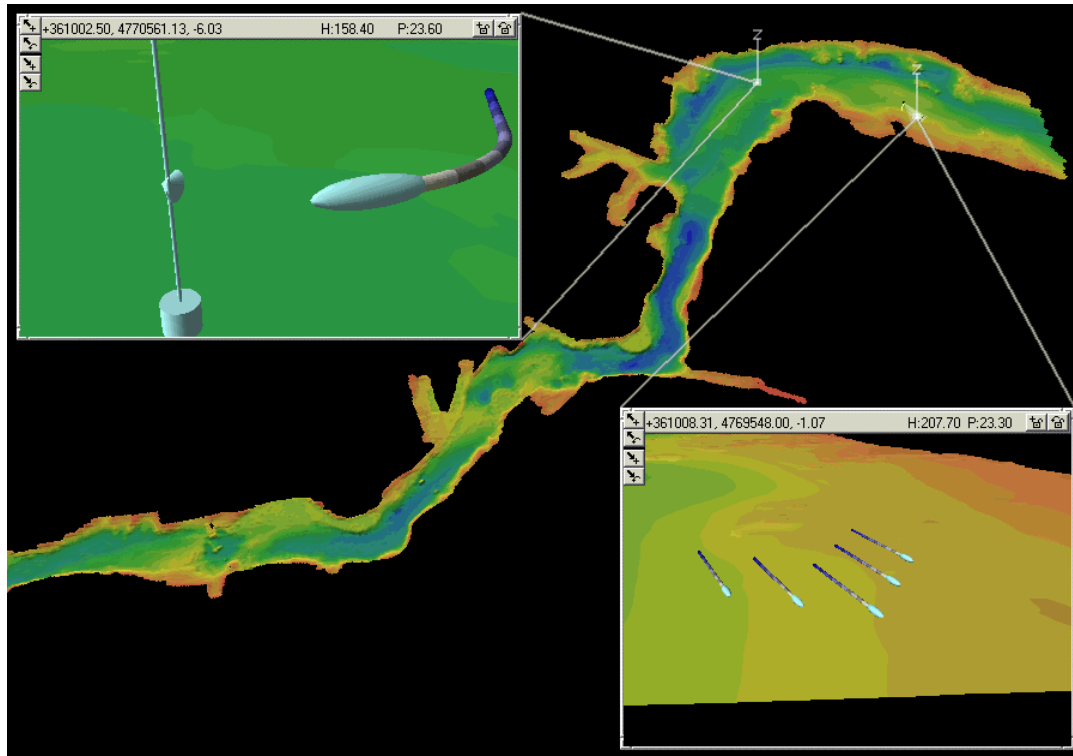 +361002.50, 4770561.13, -6.03 H:158.40 P:23.60
Z
Z
+361008.31, 4769548.00, -1.07 H:207.70 P:23.30